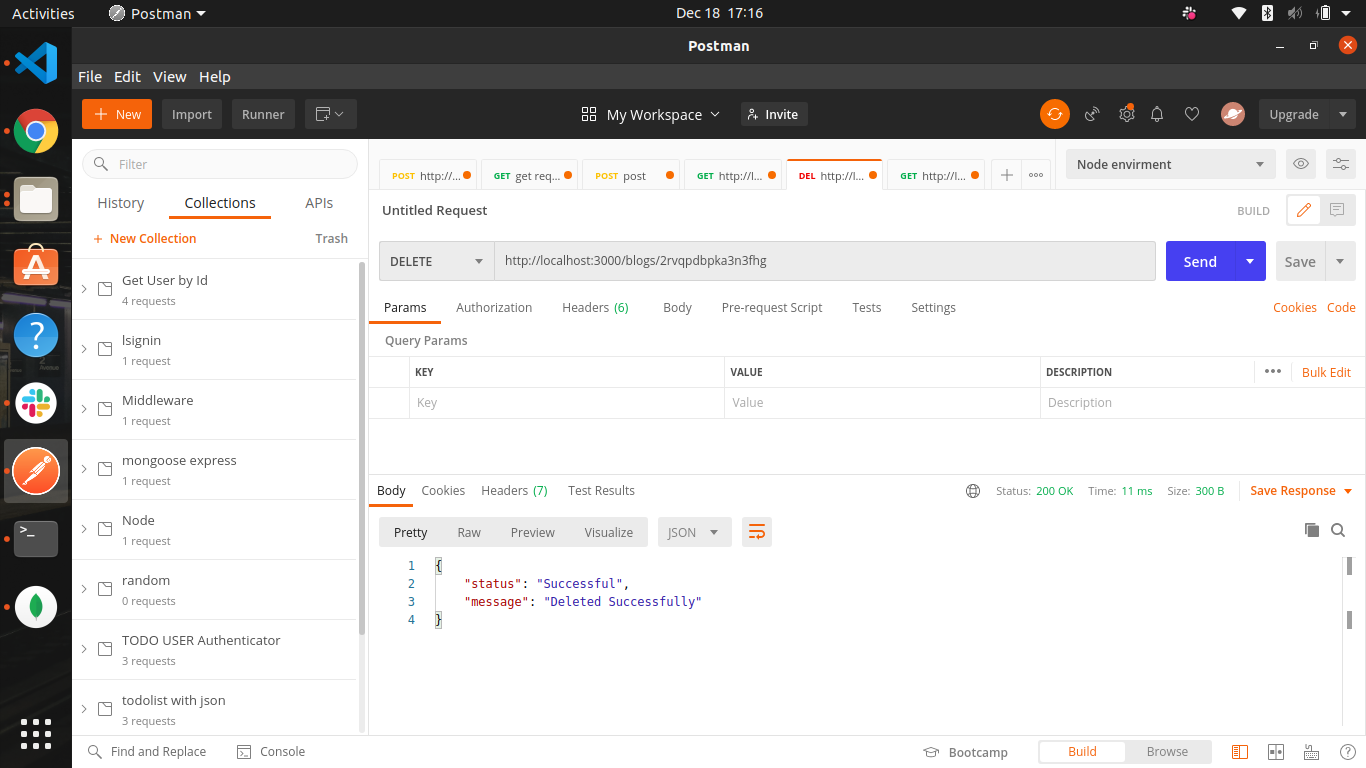 Activities Postman Dec 18 17:16
Postman
File Edit View Help
New Import Runner My Workspace Invite Upgrade
Filter
POST http://... GET get req... POST post GET http://l... DEL http://l... GET http://l... Node envirment
History Collections APIs
Untitled Request BUILD
+ New Collection Trash
DELETE http://localhost:3000/blogs/2rvqpdbpka3n3fhg Send Save
Get User by Id
4 requests
lsignin
1 request
Middleware
1 request
mongoose express
1 request
Node
1 request
random
0 requests
TODO USER Authenticator
3 requests
todolist with json
3 requests
Params Authorization Headers (6) Body Pre-request Script Tests Settings Cookies Code
Query Params
KEY VALUE DESCRIPTION ••• Bulk Edit
Key Value Description
Body Cookies Headers (7) Test Results Status: 200 OK Time: 11 ms Size: 300 B Save Response
Pretty Raw Preview Visualize JSON
1 {
2 "status": "Successful",
3 "message": "Deleted Successfully"
4 }
Find and Replace Console Bootcamp Build Browse